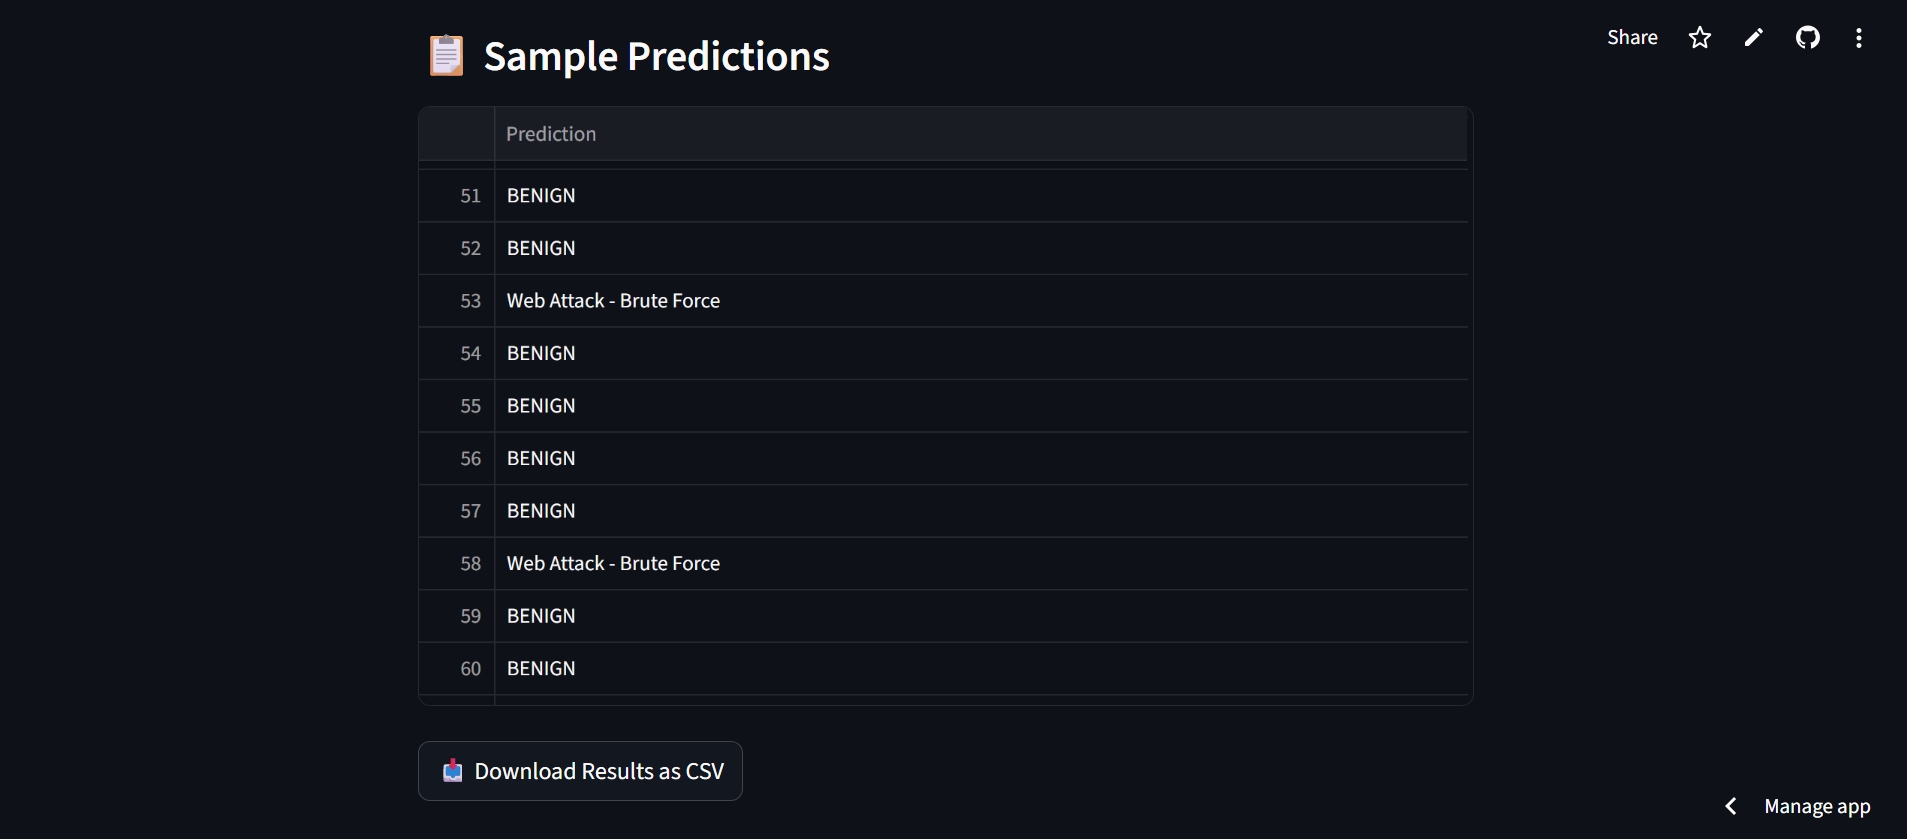 Share
Sample Predictions
Prediction
51 BENIGN
52 BENIGN
53 Web Attack - Brute Force
54 BENIGN
55 BENIGN
56 BENIGN
57 BENIGN
58 Web Attack - Brute Force
59 BENIGN
60 BENIGN
Download Results as CSV
Manage app